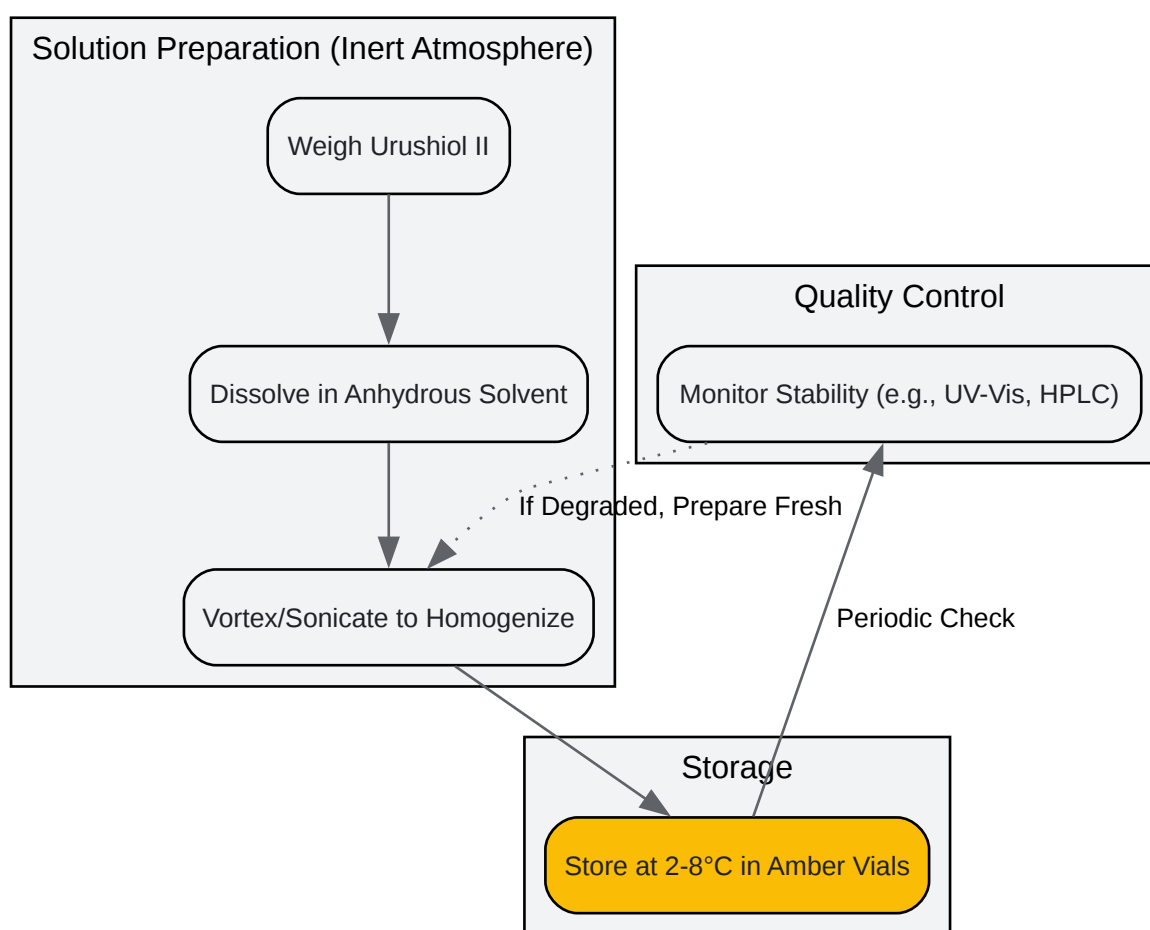 Solution Preparation (Inert Atmosphere)
Weigh Urushiol II
Dissolve in Anhydrous Solvent
Vortex/Sonicate to Homogenize
Quality Control
Monitor Stability (e.g., UV-Vis, HPLC)
If Degraded, Prepare Fresh
Periodic Check
Storage
Store at 2-8°C in Amber Vials